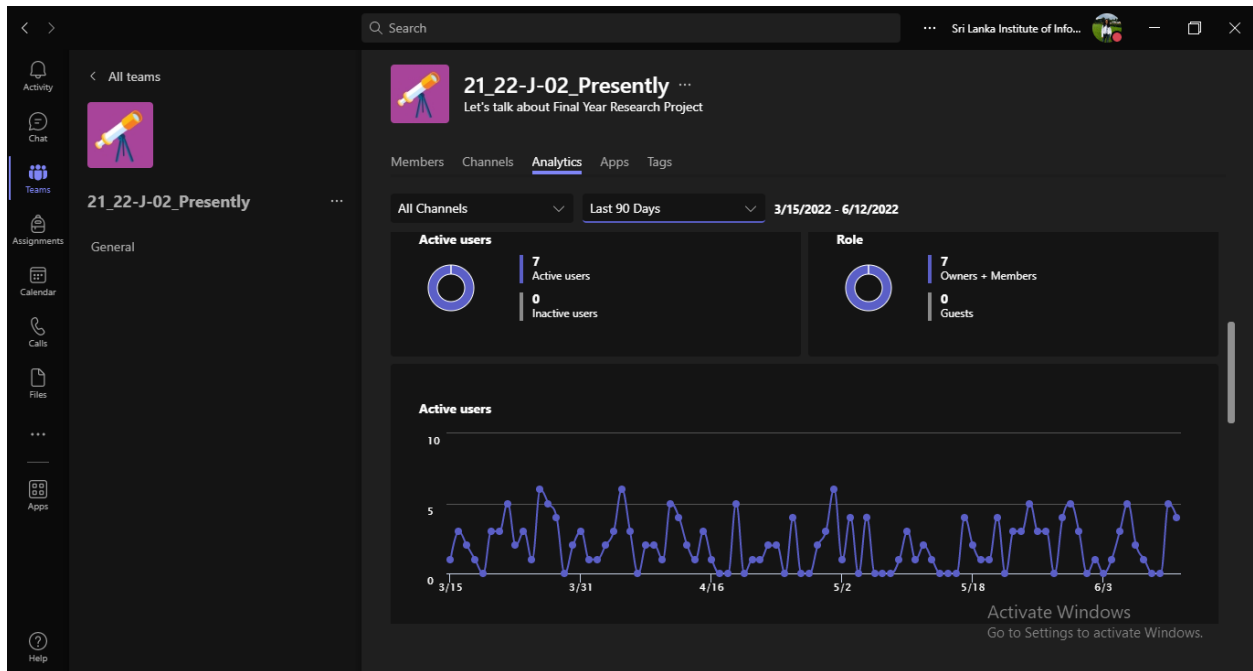 Search
Sri Lanka Institute of Info...
Activity
Chat
Teams
Assignments
Calendar
Calls
Files
Apps
Help
All teams
21_22-J-02_Presently
General
21_22-J-02_Presently
Let's talk about Final Year Research Project
Members Channels Analytics Apps Tags
All Channels Last 90 Days 3/15/2022 - 6/12/2022
Active users
7
Active users
0
Inactive users
Role
7
Owners + Members
0
Guests
Active users
10
5
0
3/15 3/31 4/16 5/2 5/18 6/3
Activate Windows
Go to Settings to activate Windows.